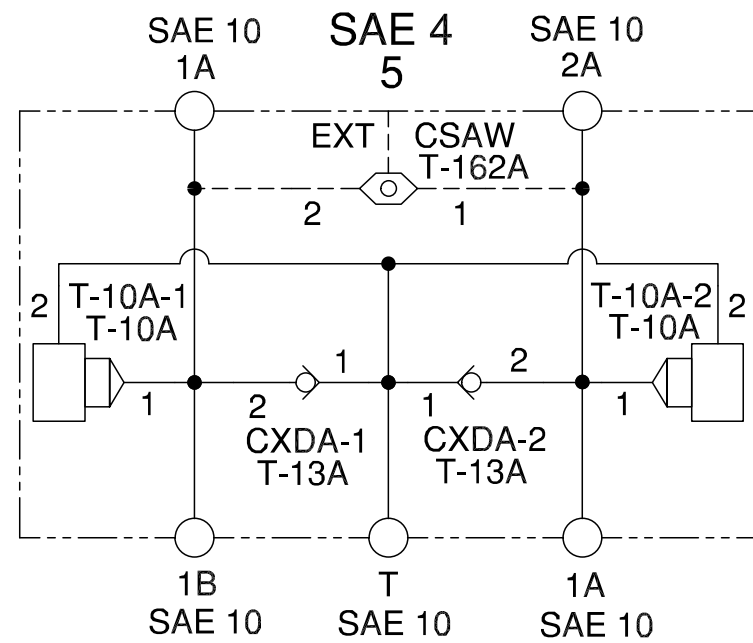 SAE 10
1A
SAE 4
5
SAE 10
2A
EXT
CSAW
T-162A
2
1
2
T-10A-1
T-10A
T-10A-2
T-10A
2
1
2
1
1
2
1
CXDA-1
T-13A
CXDA-2
T-13A
1B
SAE 10
T
SAE 10
1A
SAE 10